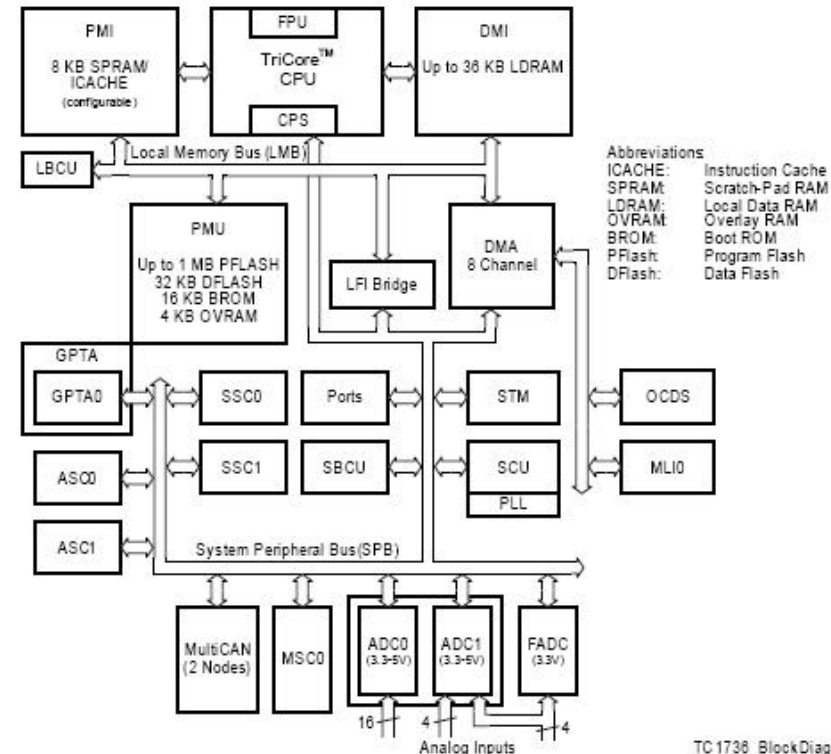 PMI
8 KB SPRAM/
ICACHE
(configurable)
FPU
TriCore™
CPU
CPS
DMI
Up to 36 KB LDRAM
LBCU
Local Memory Bus (LMB)
PMU
Up to 1 MB PFLASH
32 KB DFLASH
16 KB BROM
4 KB OVRAM
LFI Bridge
DMA
8 Channel
Abbreviations:
ICACHE: Instruction Cache
SPRAM: Scratch-Pad RAM
LDRAM: Local Data RAM
OVRAM: Overlay RAM
BROM: Boot ROM
PFlash: Program Flash
DFlash: Data Flash
GPTA
GPTA0
SSC0
Ports
STM
OCDS
ASC0
SSC1
SBCU
SCU
PLL
MLI0
ASC1
System Peripheral Bus(SPB)
MultiCAN
(2 Nodes)
MSC0
ADC0
(3.3-5V)
ADC1
(3.3-5V)
FADC
(3.3V)
16
4
4
Analog Inputs
TC1736_BlockDiag